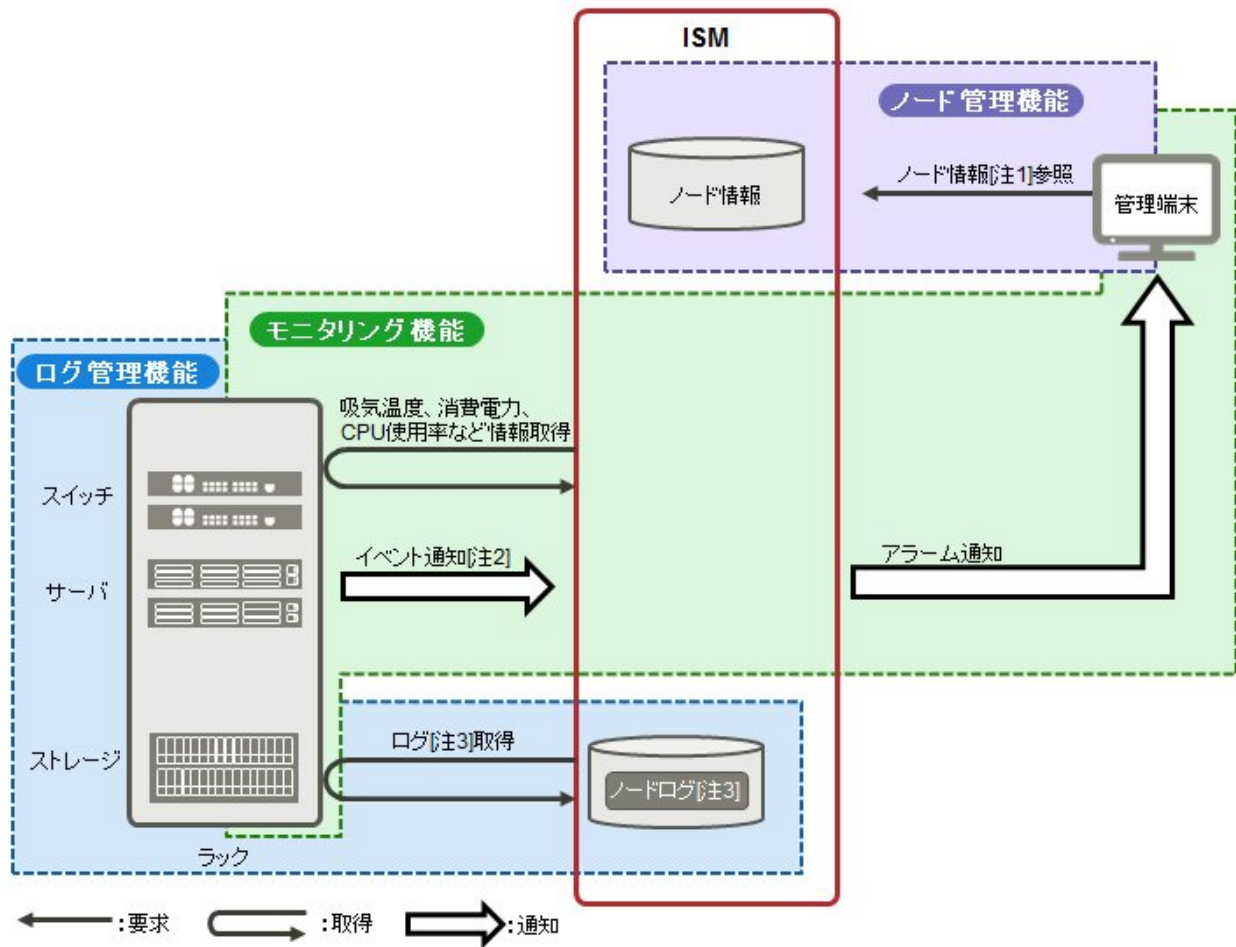 ISM
ノード管理機能
ノード情報
ノード情報[注1]参照
管理端末
モニタリング機能
ログ管理機能
吸気温度、消費電力、
CPU使用率など情報取得
スイッチ
イベント通知[注2]
アラーム通知
サーバ
ストレージ
ログ[注3]取得
ノードログ[注3]
ラック
:要求
:取得
:通知